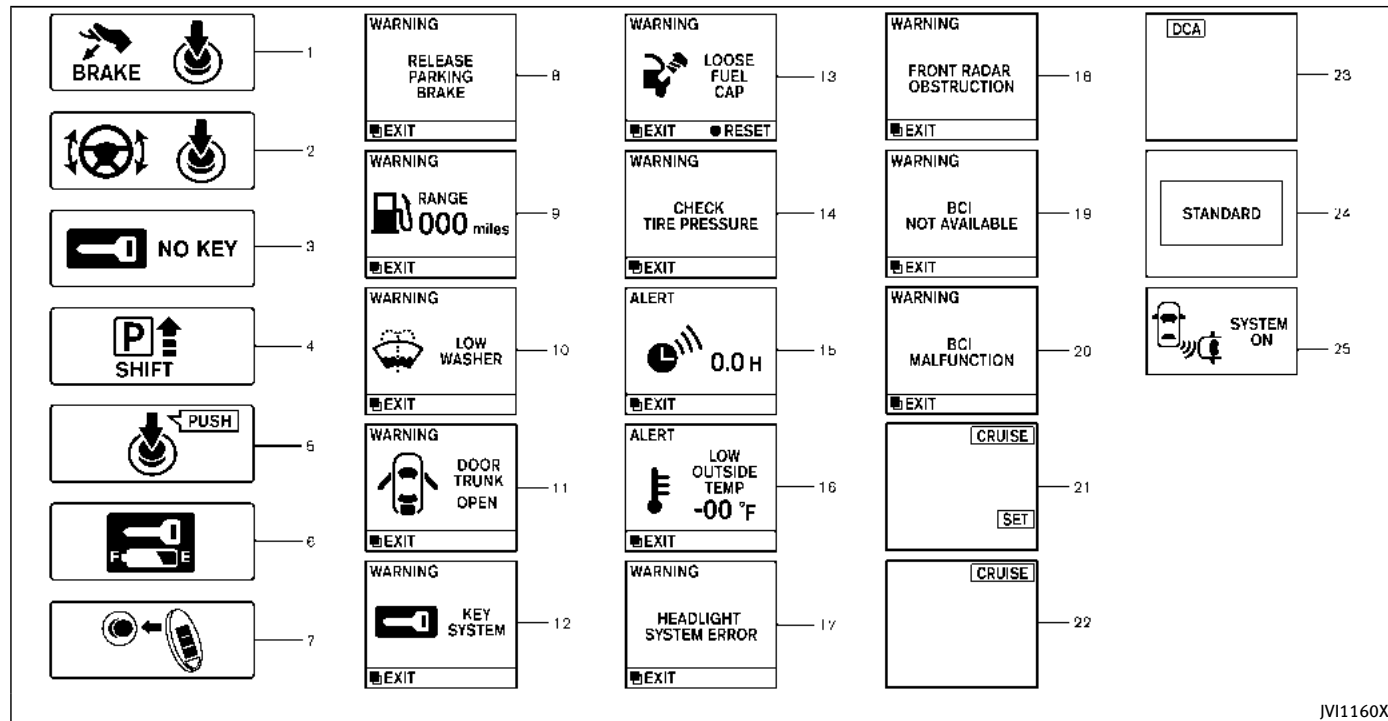 BRAKE
1
2
NO KEY
3
P
SHIFT
4
PUSH
5
F E
6
7
WARNING
RELEASE
PARKING
BRAKE
EXIT
8
WARNING
RANGE
000 miles
EXIT
9
WARNING
LOW
WASHER
EXIT
10
WARNING
DOOR
TRUNK
OPEN
EXIT
11
WARNING
KEY
SYSTEM
EXIT
12
WARNING
LOOSE
FUEL
CAP
EXIT ●RESET
13
WARNING
CHECK
TIRE PRESSURE
EXIT
14
ALERT
0.0 H
EXIT
15
ALERT
LOW
OUTSIDE
TEMP
-00 °F
EXIT
16
WARNING
HEADLIGHT
SYSTEM ERROR
EXIT
17
WARNING
FRONT RADAR
OBSTRUCTION
EXIT
18
WARNING
BCI
NOT AVAILABLE
EXIT
19
WARNING
BCI
MALFUNCTION
EXIT
20
CRUISE
SET
21
CRUISE
22
DCA
23
STANDARD
24
SYSTEM
ON
25
JVI1160X